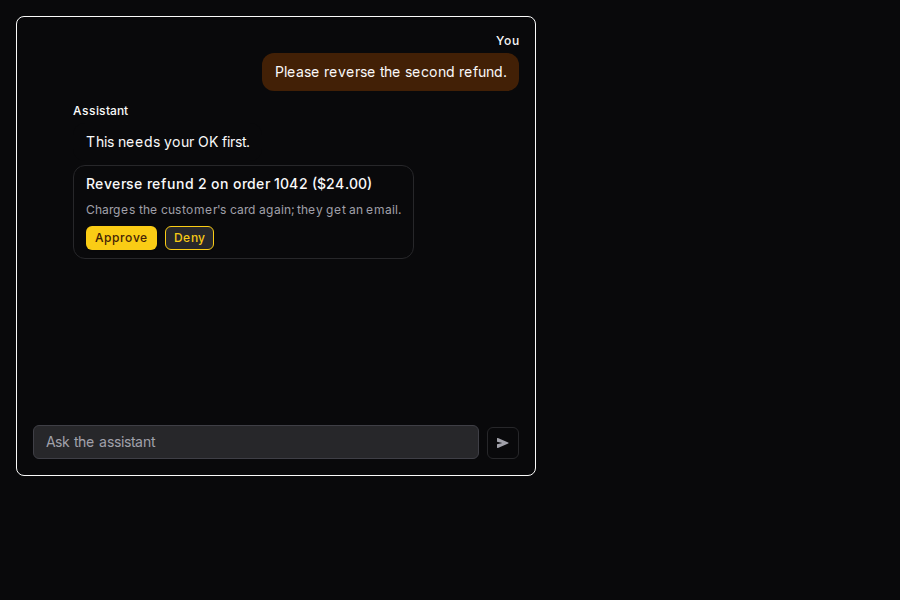 You
Please reverse the second refund.
Assistant
This needs your OK first.
Reverse refund 2 on order 1042 ($24.00)
Charges the customer's card again; they get an email.
Approve
Deny
Ask the assistant